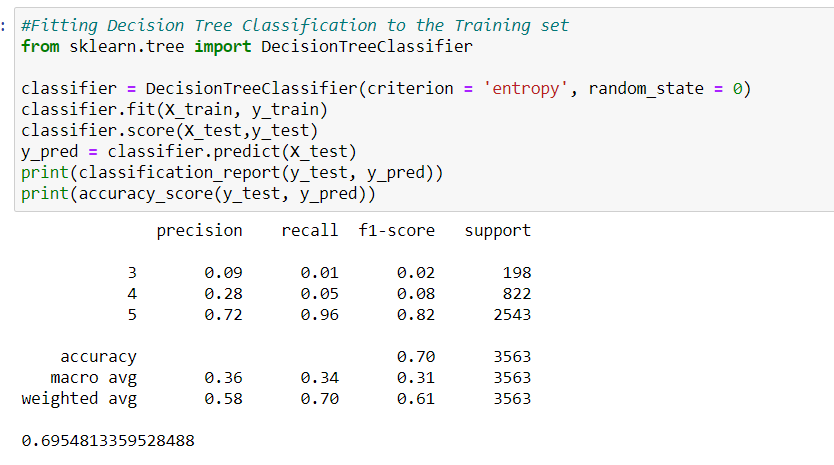 :
#Fitting Decision Tree Classification to the Training set
from sklearn.tree import DecisionTreeClassifier
classifier = DecisionTreeClassifier(criterion = 'entropy', random_state = 0)
classifier.fit(X_train, y_train)
classifier.score(X_test,y_test)
y_pred = classifier.predict(X_test)
print(classification_report(y_test, y_pred))
print(accuracy_score(y_test, y_pred))
precision recall f1-score support
3 0.09 0.01 0.02 198
4 0.28 0.05 0.08 822
5 0.72 0.96 0.82 2543
accuracy 0.70 3563
macro avg 0.36 0.34 0.31 3563
weighted avg 0.58 0.70 0.61 3563
0.6954813359528488